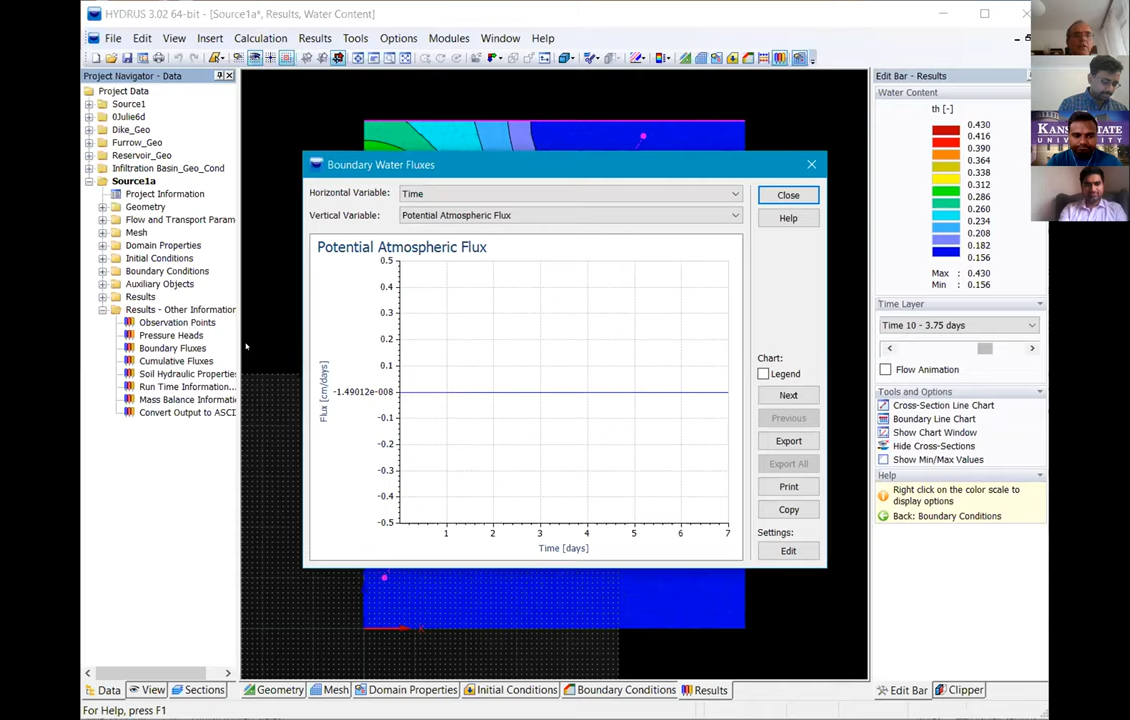 HYDRUS 3.02 64-bit - [Source1a*, Results, Water Content]
File Edit View Insert Calculation Results Tools Options Modules Window Help
Project Navigator - Data
Project Data
Source1
0Julie6d
Dike_Geo
Furrow_Geo
Reservoir_Geo
Infiltration Basin_Geo_Cond
Source1a
Project Information
Geometry
Flow and Transport Param
Mesh
Domain Properties
Initial Conditions
Boundary Conditions
Auxiliary Objects
Results
Results - Other Information
Observation Points
Pressure Heads
Boundary Fluxes
Cumulative Fluxes
Soil Hydraulic Properties
Run Time Information...
Mass Balance Informati
Convert Output to ASCI
Data View Sections
For Help, press F1
Boundary Water Fluxes
Horizontal Variable: Time
Vertical Variable: Potential Atmospheric Flux
Potential Atmospheric Flux
0.5
0.4
0.3
0.2
0.1
-1.49012e-008
-0.1
-0.2
-0.3
-0.4
-0.5
Flux [cm/days]
1 2 3 4 5 6 7
Time [days]
Close
Help
Chart:
Legend
Next
Previous
Export
Export All
Print
Copy
Settings:
Edit
X
Geometry Mesh Domain Properties Initial Conditions Boundary Conditions Results
Edit Bar - Results
Water Content
th [-]
0.430
0.416
0.390
0.364
0.338
0.312
0.286
0.260
0.234
0.208
0.182
0.156
Max : 0.430
Min : 0.156
Time Layer
Time 10 - 3.75 days
Flow Animation
Tools and Options
Cross-Section Line Chart
Boundary Line Chart
Show Chart Window
Hide Cross-Sections
Show Min/Max Values
Help
Right click on the color scale to
display options
Back: Boundary Conditions
Edit Bar Clipper